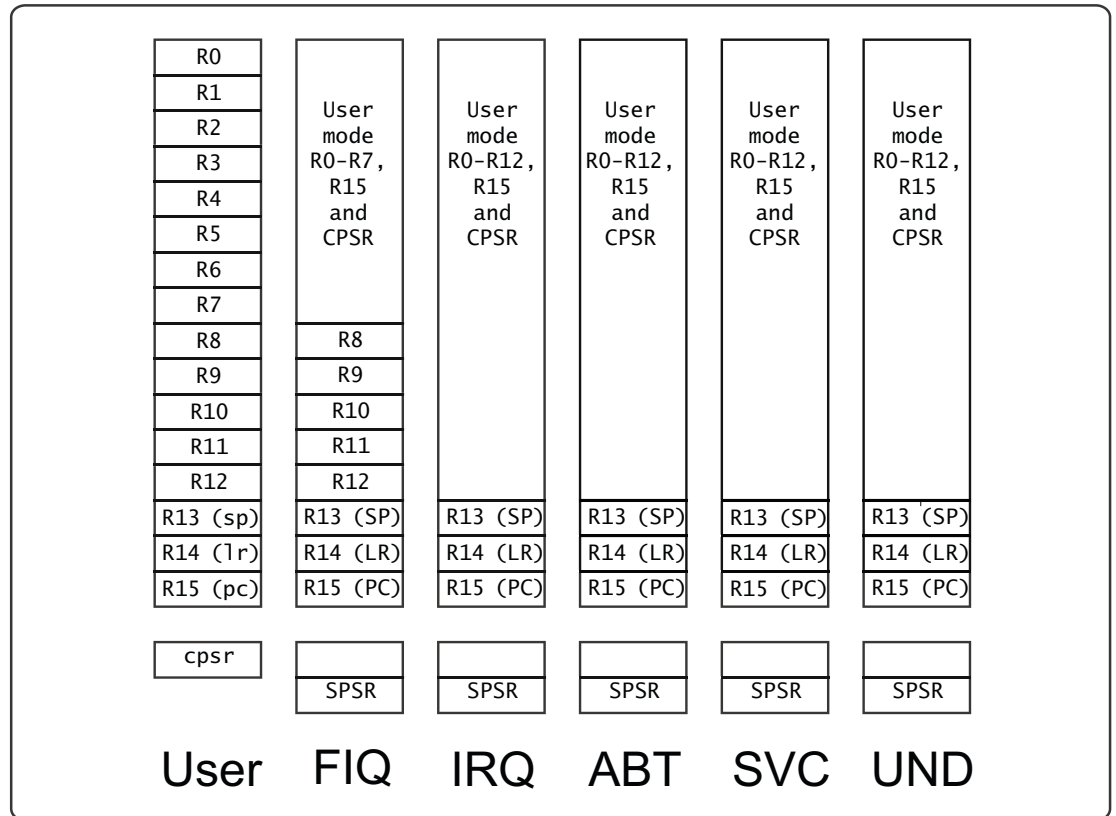 R0
R1
R2
R3
R4
R5
R6
R7
R8
R9
R10
R11
R12
R13 (sp)
R14 (lr)
R15 (pc)
cpsr
User
User
mode
R0-R7,
R15
and
CPSR
R8
R9
R10
R11
R12
R13 (SP)
R14 (LR)
R15 (PC)
SPSR
FIQ
User
mode
R0-R12,
R15
and
CPSR
R13 (SP)
R14 (LR)
R15 (PC)
SPSR
IRQ
User
mode
R0-R12,
R15
and
CPSR
R13 (SP)
R14 (LR)
R15 (PC)
SPSR
ABT
User
mode
R0-R12,
R15
and
CPSR
R13 (SP)
R14 (LR)
R15 (PC)
SPSR
SVC
User
mode
R0-R12,
R15
and
CPSR
R13 (SP)
R14 (LR)
R15 (PC)
SPSR
UND